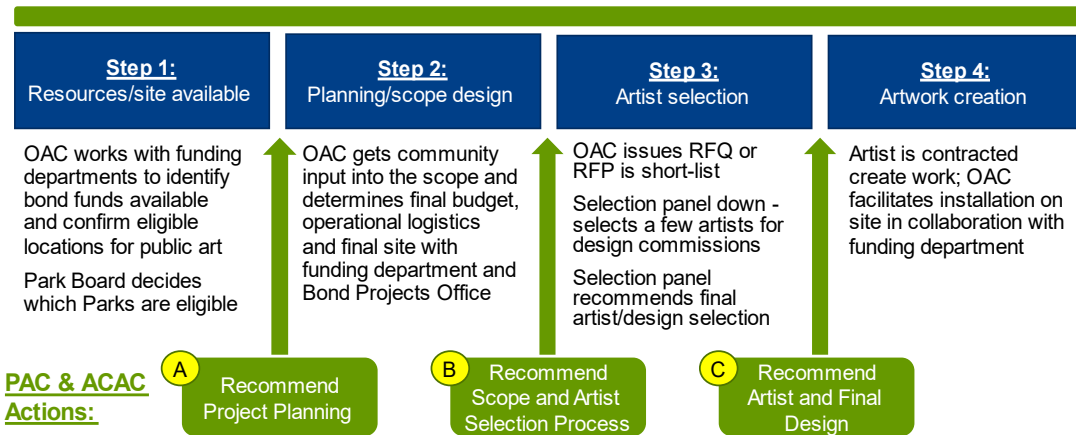 Step 1:
Resources/site available
OAC works with funding
departments to identify
bond funds available
and confirm eligible
locations for public art
Park Board decides
which Parks are eligible
Step 2:
Planning/scope design
OAC gets community
input into the scope and
determines final budget,
operational logistics
and final site with
funding department and
Bond Projects Office
Step 3:
Artist selection
OAC issues RFQ or
RFP is short-list
Selection panel down -
selects a few artists for
design commissions
Selection panel
recommends final
artist/design selection
Step 4:
Artwork creation
Artist is contracted
create work; OAC
facilitates installation on
site in collaboration with
funding department
PAC & ACAC
Actions:
A
Recommend
Project Planning
B
Recommend
Scope and Artist
Selection Process
C
Recommend
Artist and Final
Design